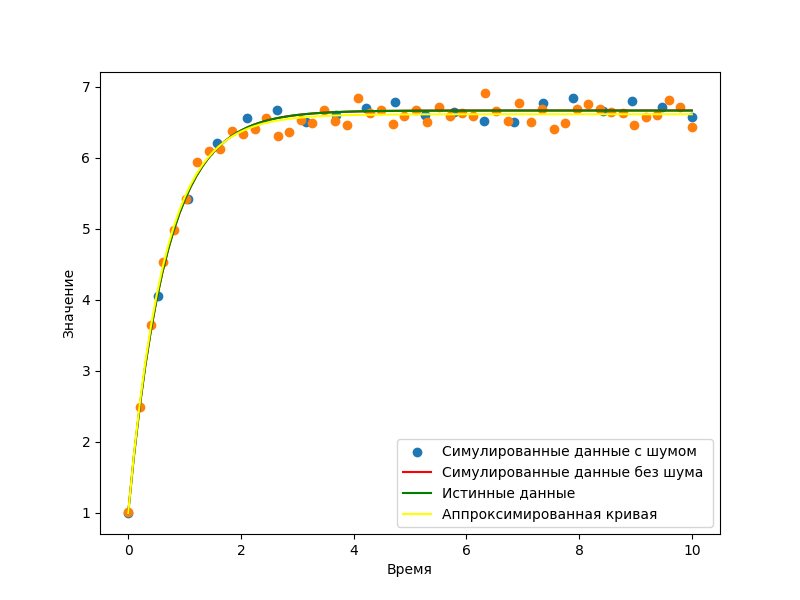 7
6
5
4
3
2
1
Значение
Симулированные данные с шумом
Симулированные данные без шума
Истинные данные
Аппроксимированная кривая
0 2 4 6 8 10
Время